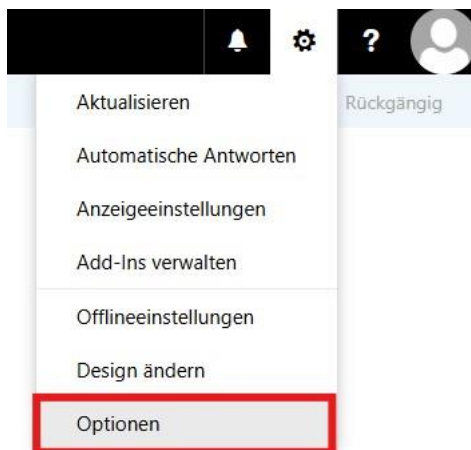 ?
Aktualisieren
Rückgängig
Automatische Antworten
Anzeigeeinstellungen
Add-Ins verwalten
Offlineeinstellungen
Design ändern
Optionen